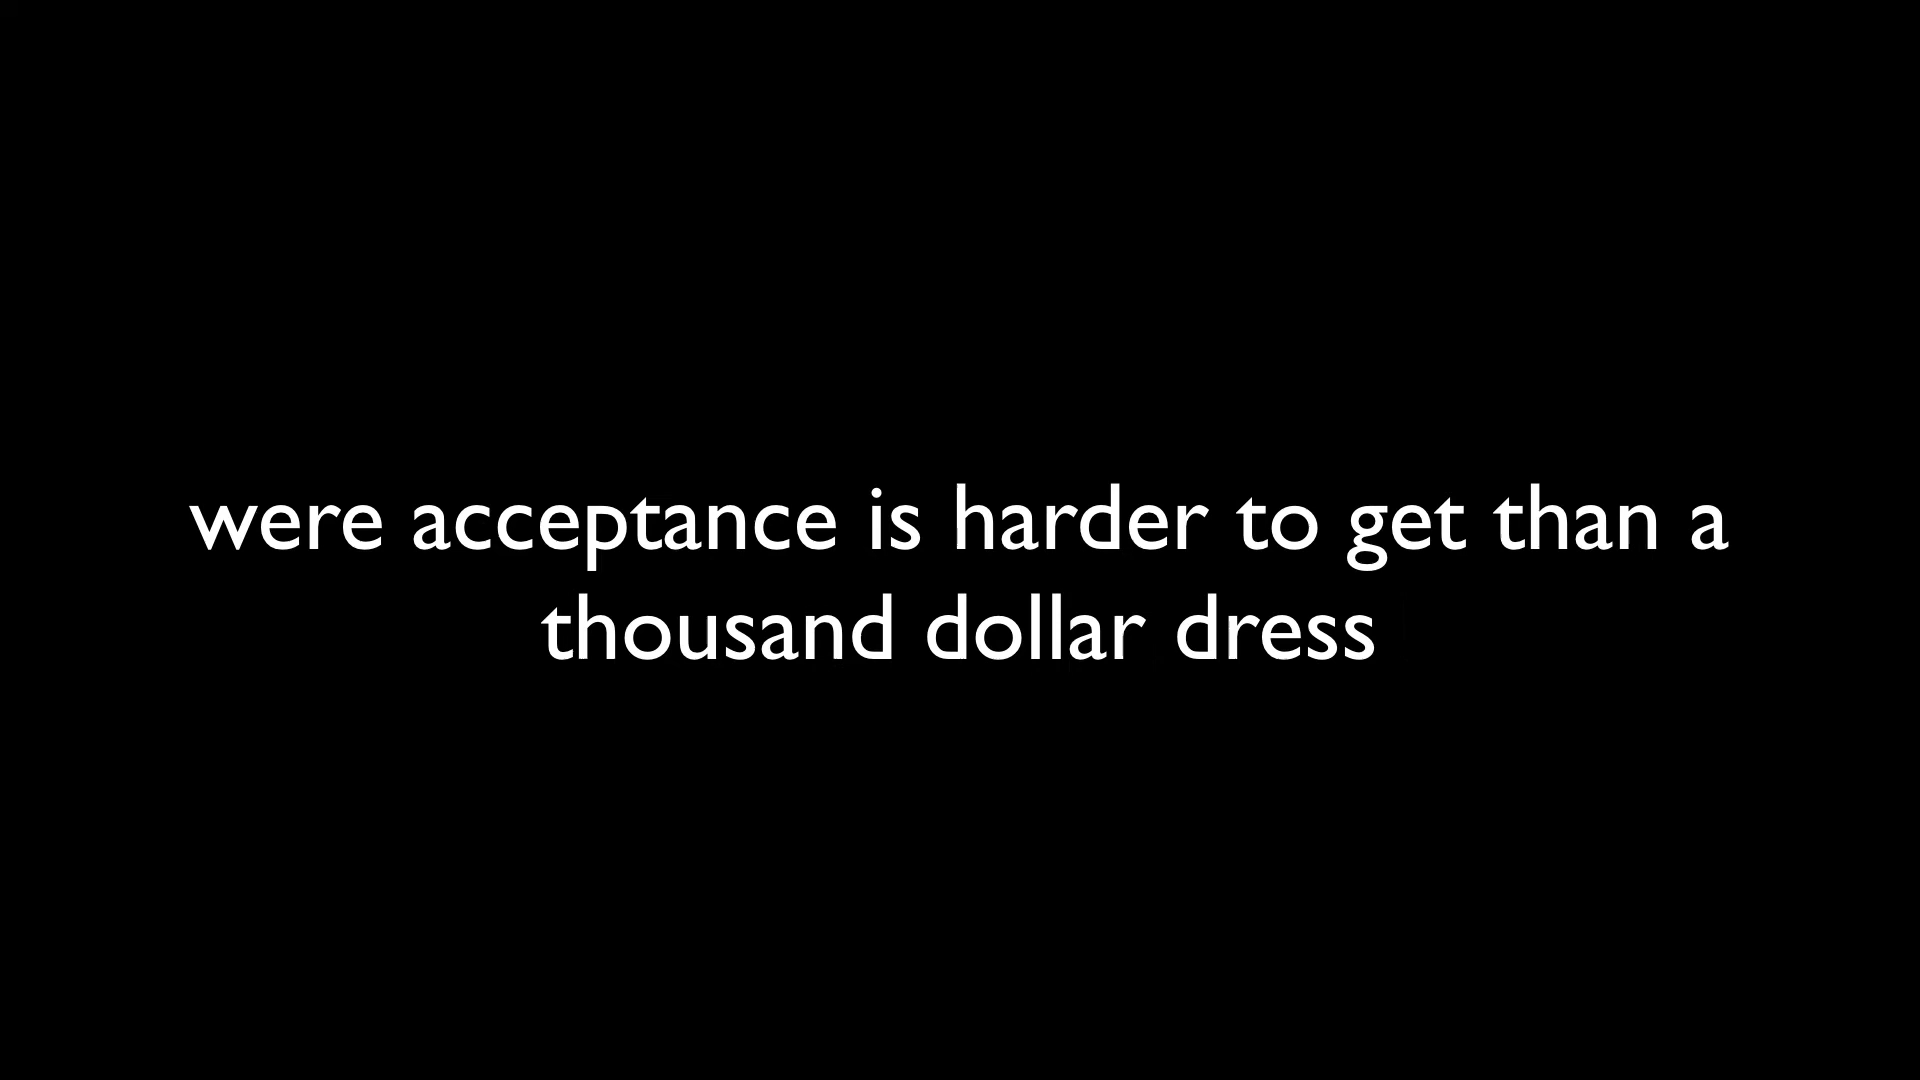 were acceptance is harder to get than a
thousand dollar dress